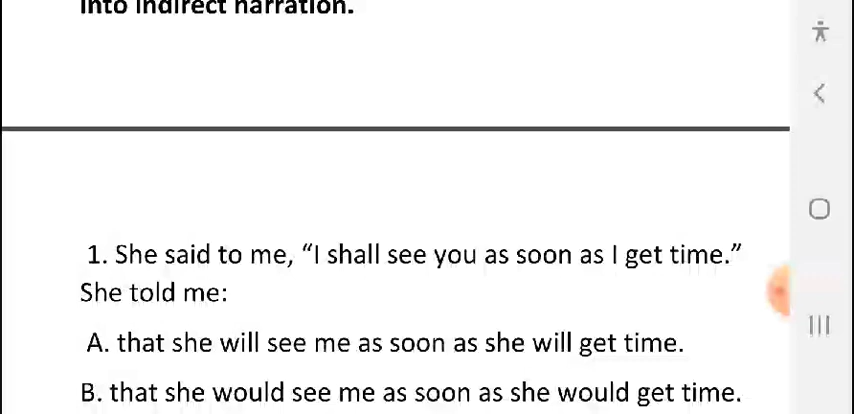 into indirect narration.
1. She said to me, “I shall see you as soon as I get time.”
She told me:
A. that she will see me as soon as she will get time.
B. that she would see me as soon as she would get time.